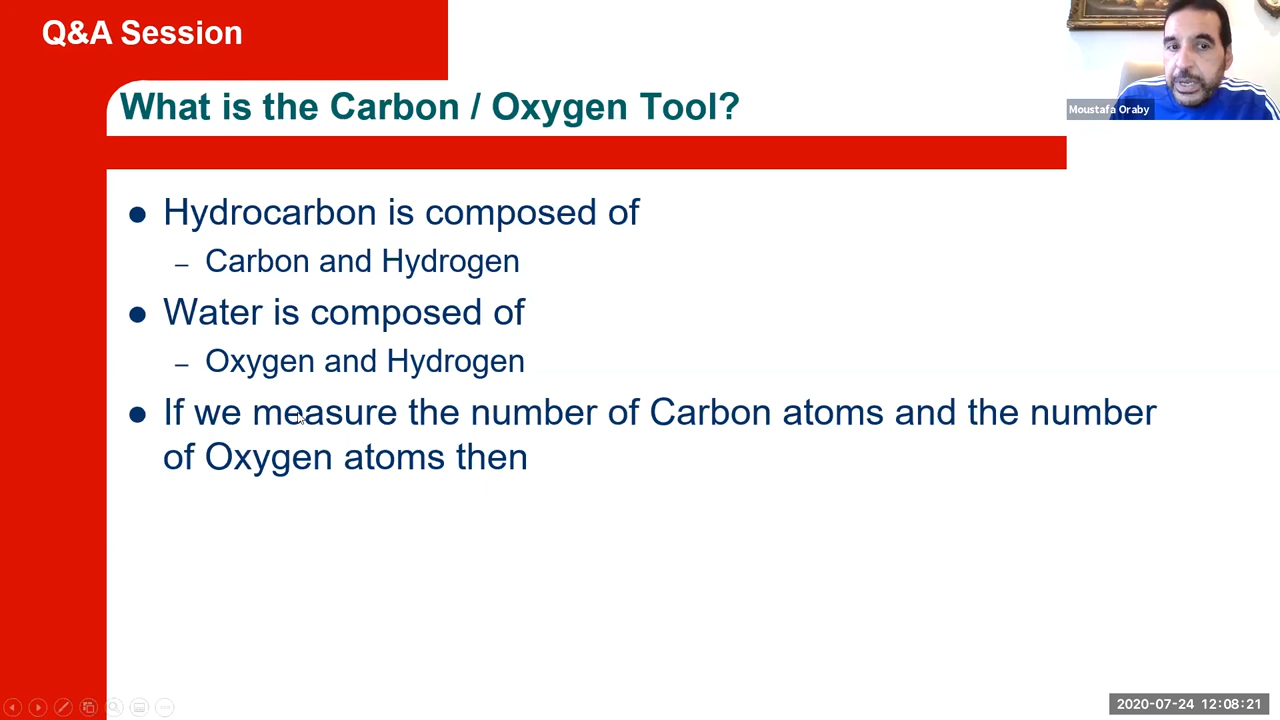 Q&A Session
What is the Carbon / Oxygen Tool?
Moustafa Oraby
● Hydrocarbon is composed of
– Carbon and Hydrogen
● Water is composed of
– Oxygen and Hydrogen
● If we measure the number of Carbon atoms and the number
of Oxygen atoms then
2020-07-24 12:08:21